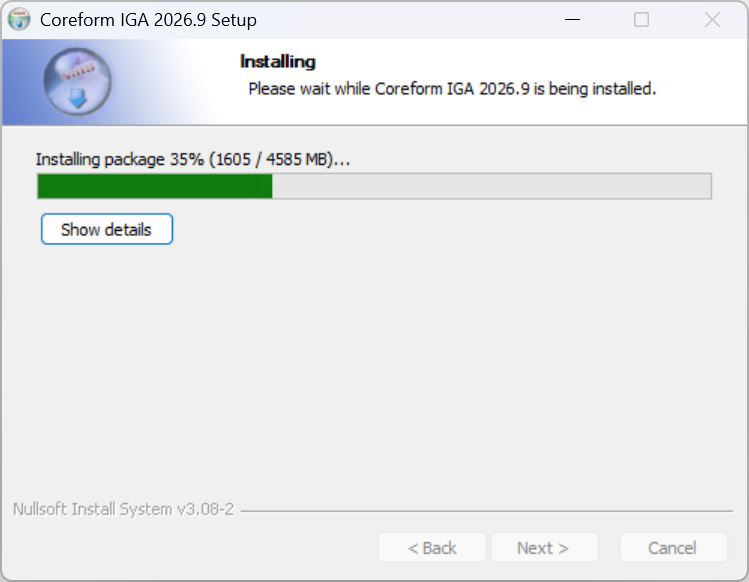 Coreform IGA 2026.9 Setup
Installing
Please wait while Coreform IGA 2026.9 is being installed.
Installing package 35% (1605 / 4585 MB)...
Show details
Nullsoft Install System v3.08-2
< Back
Next >
Cancel